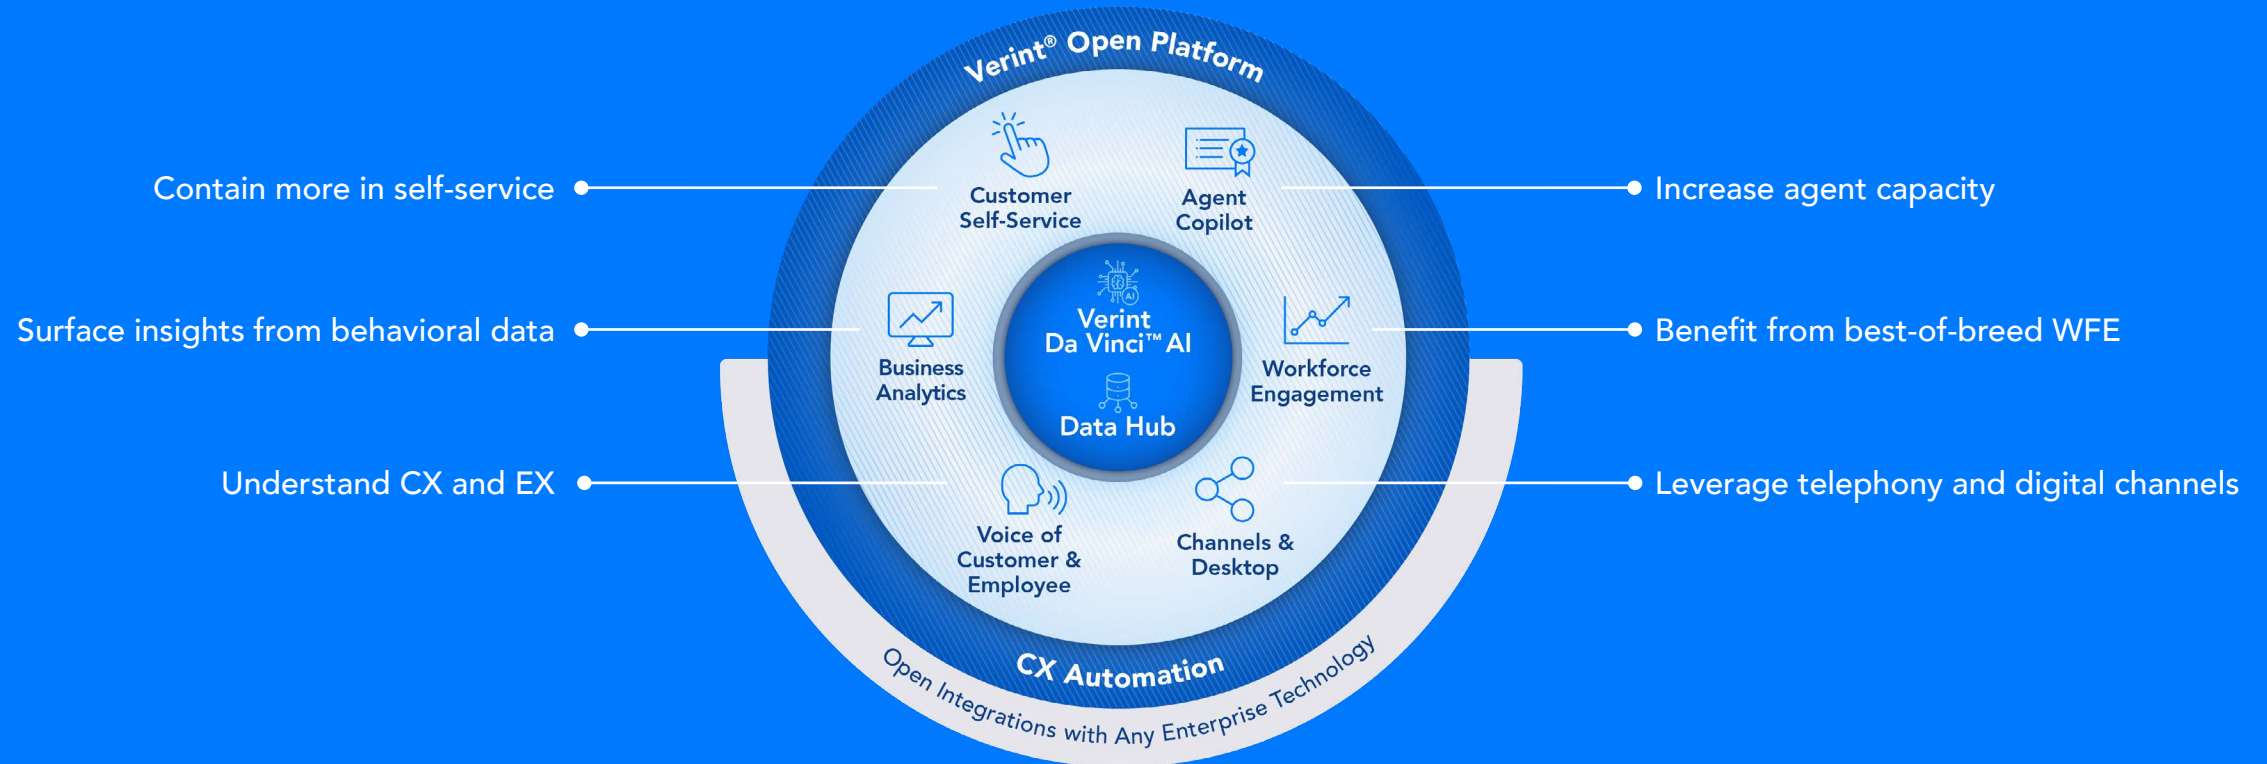 Verint® Open Platform
Contain more in self-service
Customer
Self-Service
Agent
Copilot
Increase agent capacity
Surface insights from behavioral data
Business
Analytics
AI
Verint
Da Vinci™ AI
Data Hub
Workforce
Engagement
Benefit from best-of-breed WFE
Understand CX and EX
Voice of
Customer &
Employee
Channels &
Desktop
Leverage telephony and digital channels
CX Automation
Open Integrations with Any Enterprise Technology